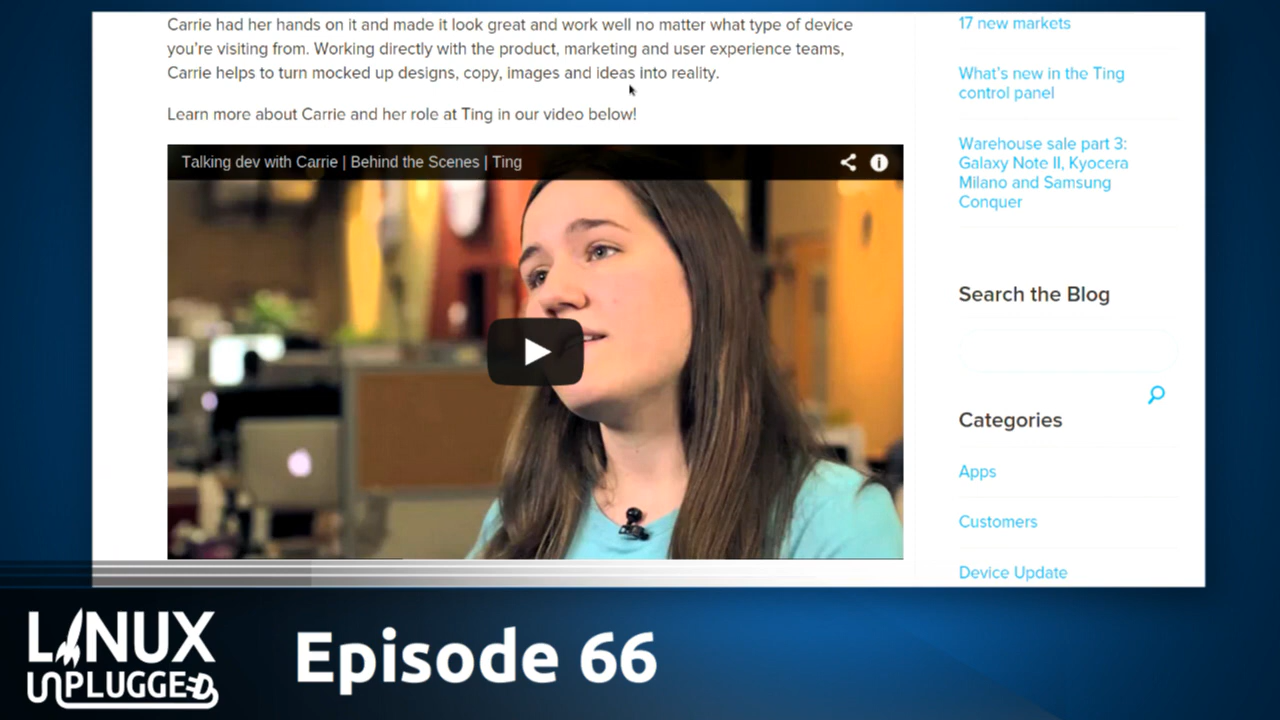 Carrie had her hands on it and made it look great and work well no matter what type of device
you're visiting from. Working directly with the product, marketing and user experience teams,
Carrie helps to turn mocked up designs, copy, images and ideas into reality.
Learn more about Carrie and her role at Ting in our video below!
Talking dev with Carrie | Behind the Scenes | Ting
17 new markets
What's new in the Ting
control panel
Warehouse sale part 3:
Galaxy Note II, Kyocera
Milano and Samsung
Conquer
Search the Blog
Categories
Apps
Customers
Device Update
LINUX
UNPLUGGED
Episode 66